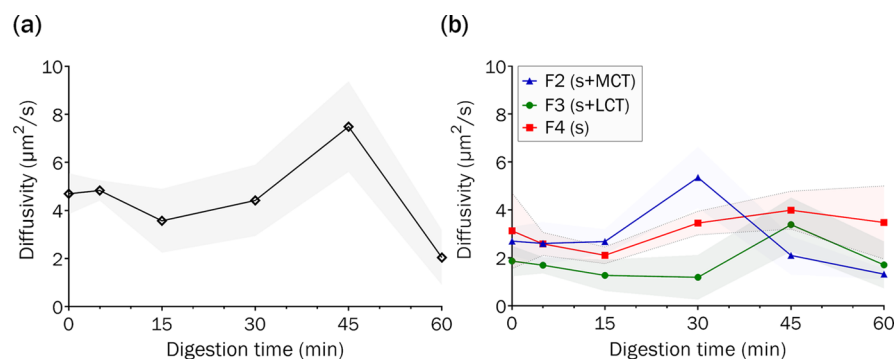 (a)
Diffusivity (μm²/s)
10
8
6
4
2
0
0 15 30 45 60
Digestion time (min)
(b)
Diffusivity (μm²/s)
10
8
6
4
2
0
F2 (s+MCT)
F3 (s+LCT)
F4 (s)
0 15 30 45 60
Digestion time (min)